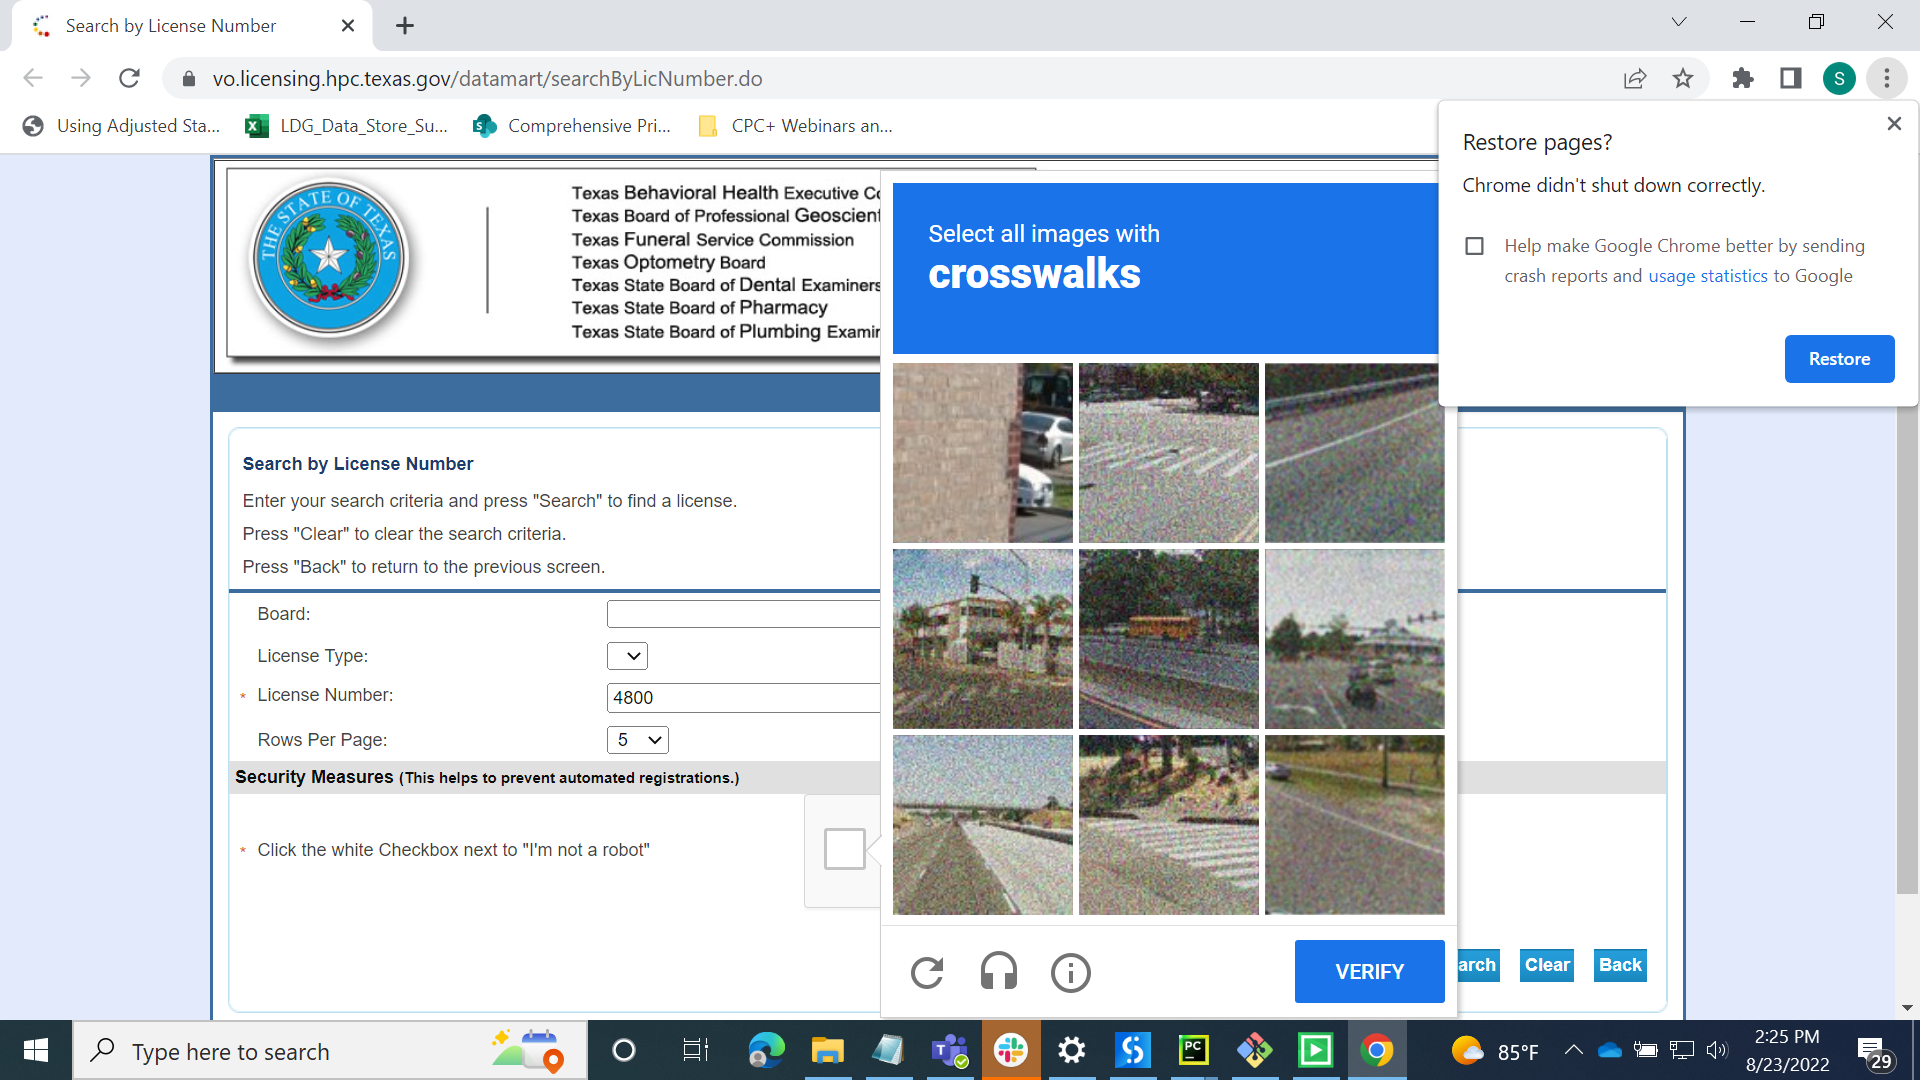 Search by License Number
vo.licensing.hpc.texas.gov/datamart/searchByLicNumber.do
S
Using Adjusted Sta...
LDG_Data_Store_Su...
Comprehensive Pri...
CPC+ Webinars an...
Restore pages?
Chrome didn't shut down correctly.
Help make Google Chrome better by sending
crash reports and usage statistics to Google
Restore
THE STATE OF TEXAS
Texas Behavioral Health Executive
Texas Board of Professional
Texas Funeral Service Commission
Texas Optometry Board
Texas State Board of Dental Examiners
Texas State Board of Pharmacy
Texas State Board of Plumbing
Select all images with
crosswalks
Search by License Number
Enter your search criteria and press "Search" to find a license.
Press "Clear" to clear the search criteria.
Press "Back" to return to the previous screen.
Board:
License Type:
* License Number:
4800
Rows Per Page:
5
Security Measures (This helps to prevent automated registrations.)
* Click the white Checkbox next to "I'm not a robot"
VERIFY
arch
Clear
Back
Type here to search
PC
85°F
2:25 PM
8/23/2022
29